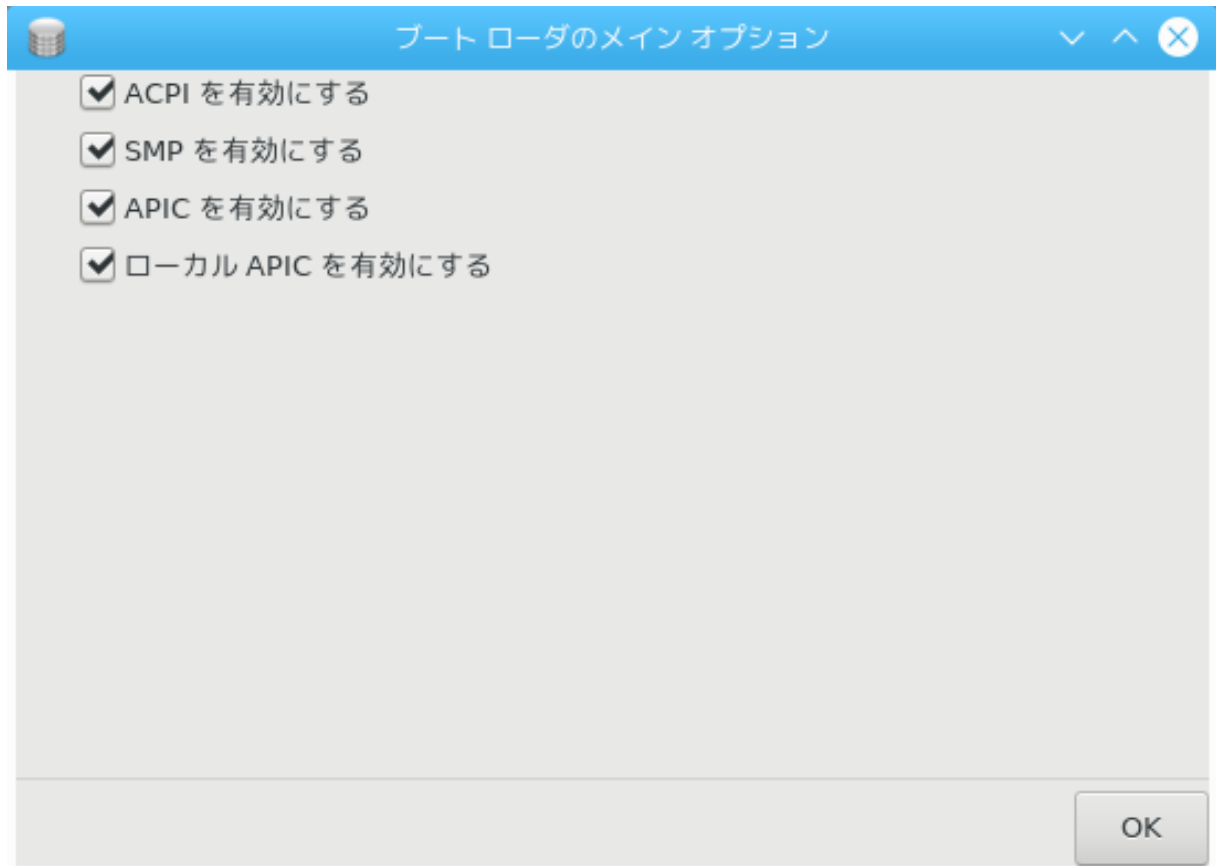 ブート ローダのメイン オプション
ACPI を有効にする
SMP を有効にする
APIC を有効にする
ローカル APIC を有効にする
OK